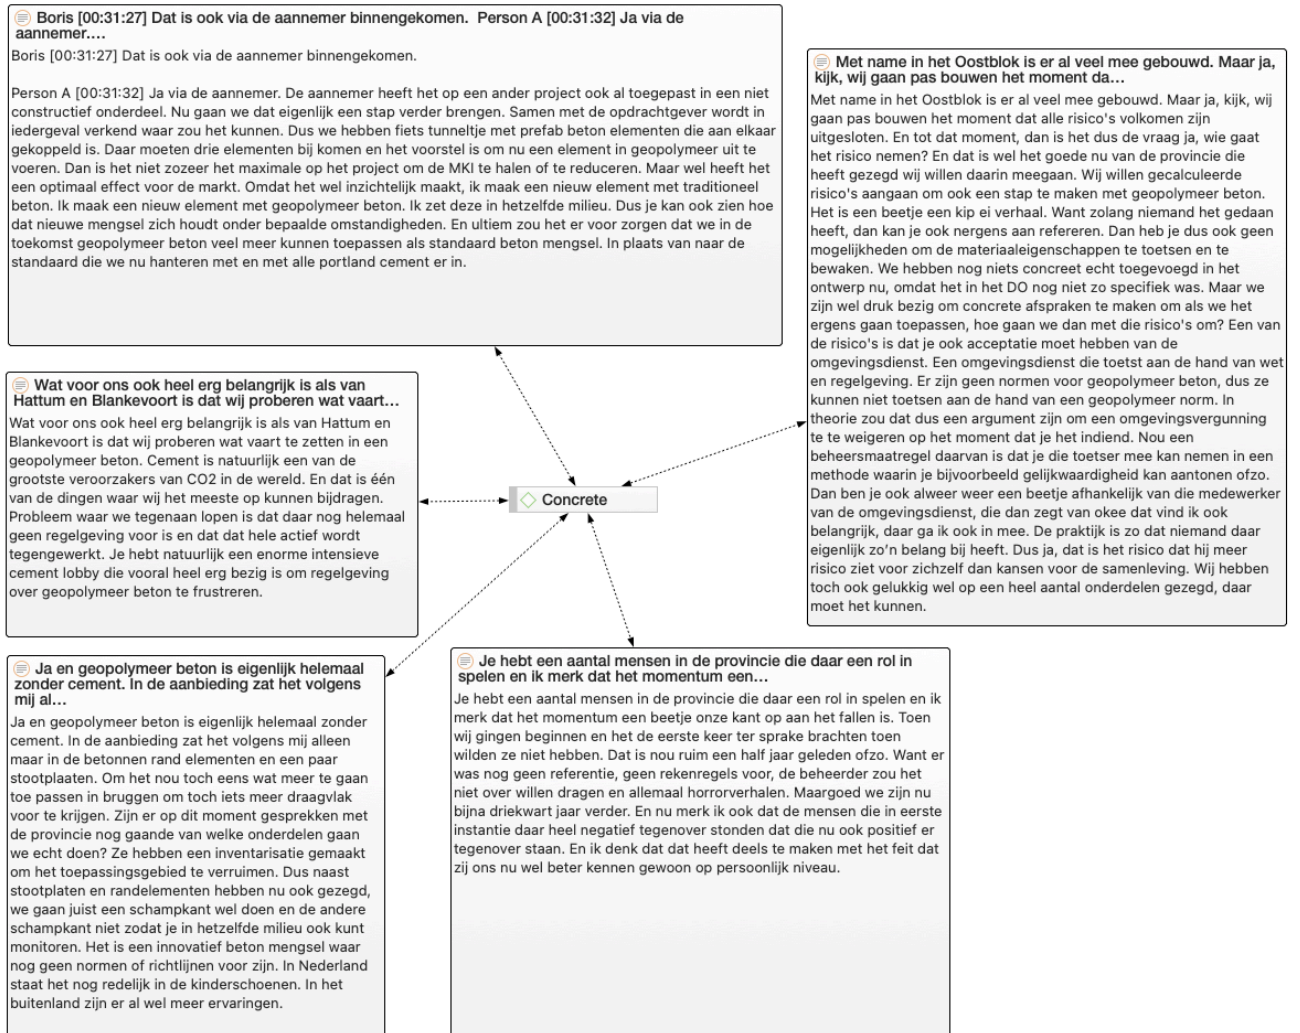 Boris [00:31:27] Dat is ook via de aannemer binnengekomen.  Person A [00:31:32] Ja via de
aannemer.…
Boris [00:31:27] Dat is ook via de aannemer binnengekomen.
Person A [00:31:32] Ja via de aannemer. De aannemer heeft het op een ander project ook al toegepast in een niet
constructief onderdeel. Nu gaan we dat eigenlijk een stap verder brengen. Samen met de opdrachtgever wordt in
iedergeval verkend waar zou het kunnen. Dus we hebben fiets tunneltje met prefab beton elementen die aan elkaar
gekoppeld is. Daar moeten drie elementen bij komen en het voorstel is om nu een element in geopolymeer uit te
voeren. Dan is het niet zozeer het maximale op het project om de MKI te halen of te reduceren. Maar wel heeft het
een optimaal effect voor de markt. Omdat het wel inzichtelijk maakt, ik maak een nieuw element met traditioneel
beton. Ik maak een nieuw element met geopolymeer beton. Ik zet deze in hetzelfde milieu. Dus je kan ook zien hoe
dat nieuwe mengsel zich houdt onder bepaalde omstandigheden. En ultiem zou het er voor zorgen dat we in de
toekomst geopolymeer beton veel meer kunnen toepassen als standaard beton mengsel. In plaats van naar de
standaard die we nu hanteren met en met alle portland cement er in.
Met name in het Oostblok is er al veel mee gebouwd. Maar ja,
kijk, wij gaan pas bouwen het moment da…
Met name in het Oostblok is er al veel mee gebouwd. Maar ja, kijk, wij
gaan pas bouwen het moment dat alle risico's volkomen zijn
uitgesloten. En tot dat moment, dan is het dus de vraag ja, wie gaat
het risico nemen? En dat is wel het goede nu van de provincie die
heeft gezegd wij willen daarin meegaan. Wij willen gecalculeerde
risico's aangaan om ook een stap te maken met geopolymeer beton.
Het is een beetje een kip ei verhaal. Want zolang niemand het gedaan
heeft, dan kan je ook nergens aan refereren. Dan heb je dus ook geen
mogelijkheden om de materiaaleigenschappen te toetsen en te
bewaken. We hebben nog niets concreet echt toegevoegd in het
ontwerp nu, omdat het in het DO nog niet zo specifiek was. Maar we
zijn wel druk bezig om concrete afspraken te maken om als we het
ergens gaan toepassen, hoe gaan we dan met die risico's om? Een van
de risico's is dat je ook acceptatie moet hebben van de
omgevingsdienst. Een omgevingsdienst die toetst aan de hand van wet
en regelgeving. Er zijn geen normen voor geopolymeer beton, dus ze
kunnen niet toetsen aan de hand van een geopolymeer norm. In
theorie zou dat dus een argument zijn om een omgevingsvergunning
te te weigeren op het moment dat je het indiend. Nou een
beheersmaatregel daarvan is dat je die toetser mee kan nemen in een
methode waarin je bijvoorbeeld gelijkwaardigheid kan aantonen ofzo.
Dan ben je ook alweer weer een beetje afhankelijk van die medewerker
van de omgevingsdienst, die dan zegt van okee dat vind ik ook
belangrijk, daar ga ik ook in mee. De praktijk is zo dat niemand daar
eigenlijk zo'n belang bij heeft. Dus ja, dat is het risico dat hij meer
risico ziet voor zichzelf dan kansen voor de samenleving. Wij hebben
toch ook gelukkig wel op een heel aantal onderdelen gezegd, daar
moet het kunnen.
Wat voor ons ook heel erg belangrijk is als van
Hattum en Blankevoort is dat wij proberen wat vaart…
Wat voor ons ook heel erg belangrijk is als van Hattum en
Blankevoort is dat wij proberen wat vaart te zetten in een
geopolymeer beton. Cement is natuurlijk een van de
grootste veroorzakers van CO2 in de wereld. En dat is één
van de dingen waar wij het meeste op kunnen bijdragen.
Probleem waar we tegenaan lopen is dat daar nog helemaal
geen regelgeving voor is en dat dat hele actief wordt
tegengewerkt. Je hebt natuurlijk een enorme intensieve
cement lobby die vooral heel erg bezig is om regelgeving
over geopolymeer beton te frustreren.
Concrete
Ja en geopolymeer beton is eigenlijk helemaal
zonder cement. In de aanbieding zat het volgens
mij al…
Ja en geopolymeer beton is eigenlijk helemaal zonder
cement. In de aanbieding zat het volgens mij alleen
maar in de betonnen rand elementen en een paar
stootplaaten. Om het nou toch eens wat meer te gaan
toe passen in bruggen om toch iets meer draagvlak
voor te krijgen. Zijn er op dit moment gesprekken met
de provincie nog gaande van welke onderdelen gaan
we echt doen? Ze hebben een inventarisatie gemaakt
om het toepassingsgebied te verruimen. Dus naast
stootplaten en randelementen hebben nu ook gezegd,
we gaan juist een schampkant wel doen en de andere
schampkant niet zodat je in hetzelfde milieu ook kunt
monitoren. Het is een innovatief beton mengsel waar
nog geen normen of richtlijnen voor zijn. In Nederland
staat het nog redelijk in de kinderschoenen. In het
buitenland zijn er al wel meer ervaringen.
Je hebt een aantal mensen in de provincie die daar een rol in
spelen en ik merk dat het momentum een…
Je hebt een aantal mensen in de provincie die daar een rol in spelen en ik
merk dat het momentum een beetje onze kant op aan het fallen is. Toen
wij gingen beginnen en het de eerste keer ter sprake brachten toen
wilden ze niet hebben. Dat is nou ruim een half jaar geleden ofzo. Want er
was nog geen referentie, geen rekenregels voor, de beheerder zou het
niet over willen dragen en allemaal horrorverhalen. Maargoed we zijn nu
bijna driekwart jaar verder. En nu merk ik ook dat de mensen die in eerste
instantie daar heel negatief tegenover stonden dat die nu ook positief er
tegenover staan. En ik denk dat dat heeft deels te maken met het feit dat
zij ons nu wel beter kennen gewoon op persoonlijk niveau.